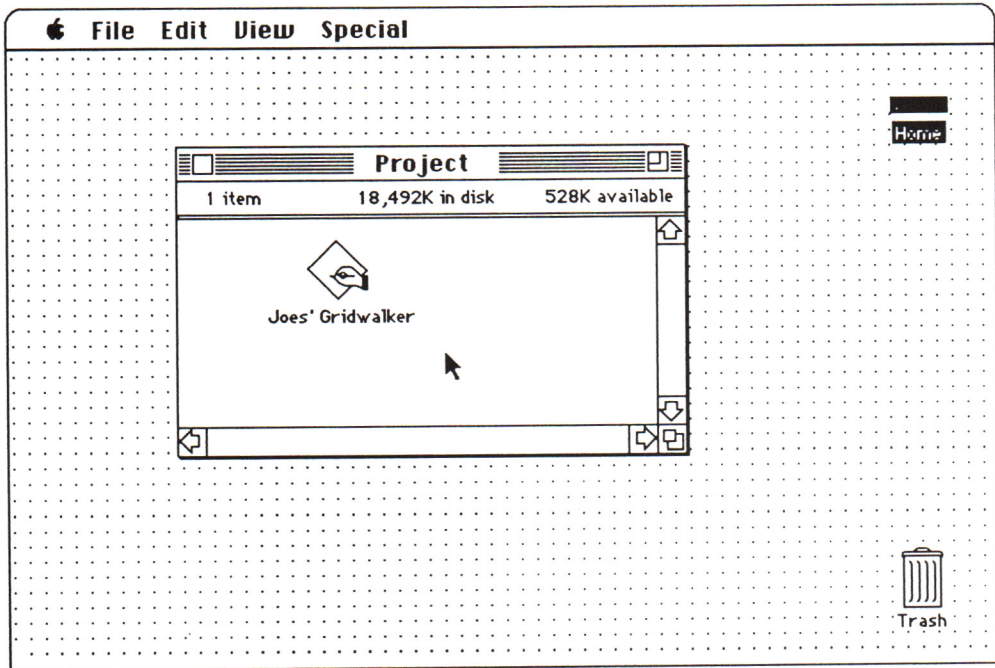 File Edit View Special
Home
Project
1 item 18,492K in disk 528K available
Joes' Gridwalker
Trash